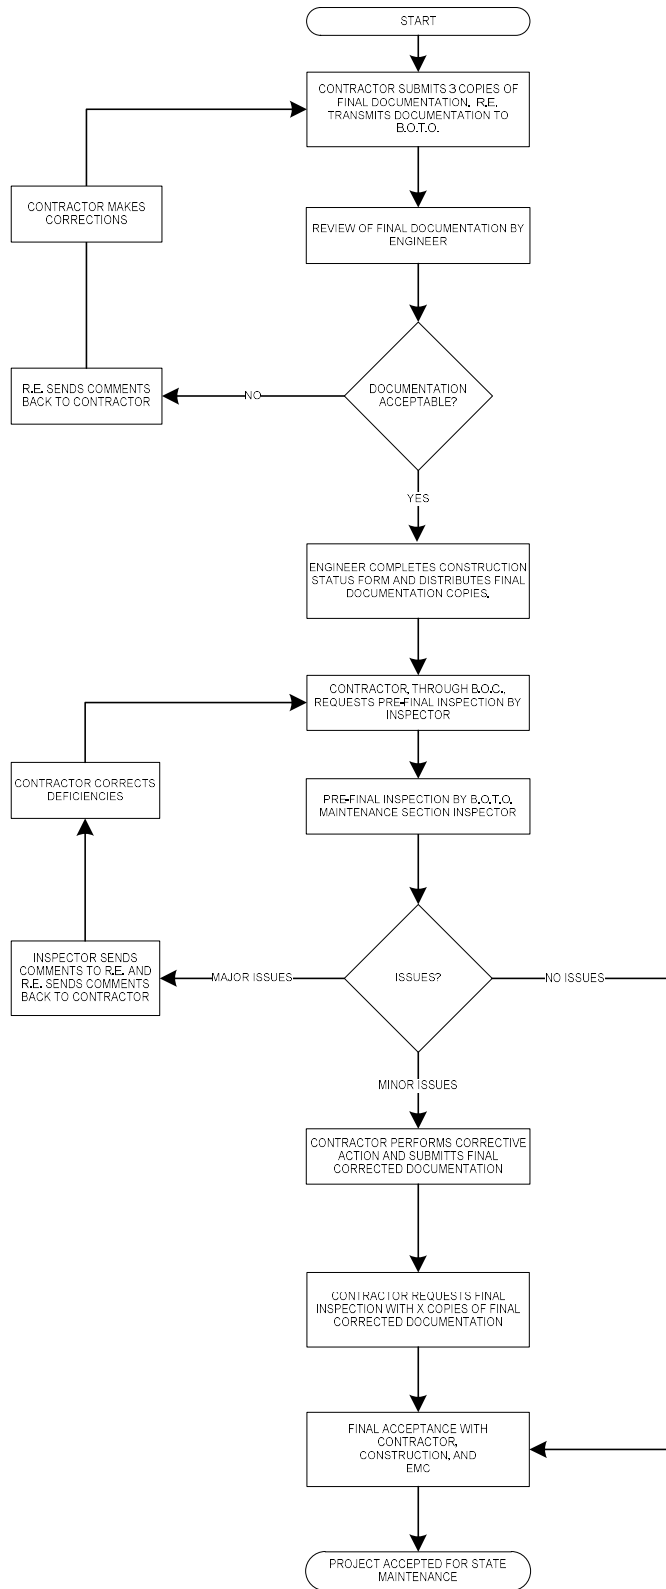 START
CONTRACTOR SUBMITS 3 COPIES OF
FINAL DOCUMENTATION. R.E.
TRANSMITS DOCUMENTATION TO
B.O.T.O.
CONTRACTOR MAKES
CORRECTIONS
REVIEW OF FINAL DOCUMENTATION BY
ENGINEER
R.E. SENDS COMMENTS
BACK TO CONTRACTOR
NO
DOCUMENTATION
ACCEPTABLE?
YES
ENGINEER COMPLETES CONSTRUCTION
STATUS FORM AND DISTRIBUTES FINAL
DOCUMENTATION COPIES.
CONTRACTOR, THROUGH B.O.C.,
REQUESTS PRE-FINAL INSPECTION BY
INSPECTOR
CONTRACTOR CORRECTS
DEFICIENCIES
PRE-FINAL INSPECTION BY B.O.T.O.
MAINTENANCE SECTION INSPECTOR
INSPECTOR SENDS
COMMENTS TO R.E. AND
R.E. SENDS COMMENTS
BACK TO CONTRACTOR
MAJOR ISSUES
ISSUES?
NO ISSUES
MINOR ISSUES
CONTRACTOR PERFORMS CORRECTIVE
ACTION AND SUBMITTS FINAL
CORRECTED DOCUMENTATION
CONTRACTOR REQUESTS FINAL
INSPECTION WITH X COPIES OF FINAL
CORRECTED DOCUMENTATION
FINAL ACCEPTANCE WITH
CONTRACTOR,
CONSTRUCTION, AND
EMC
PROJECT ACCEPTED FOR STATE
MAINTENANCE